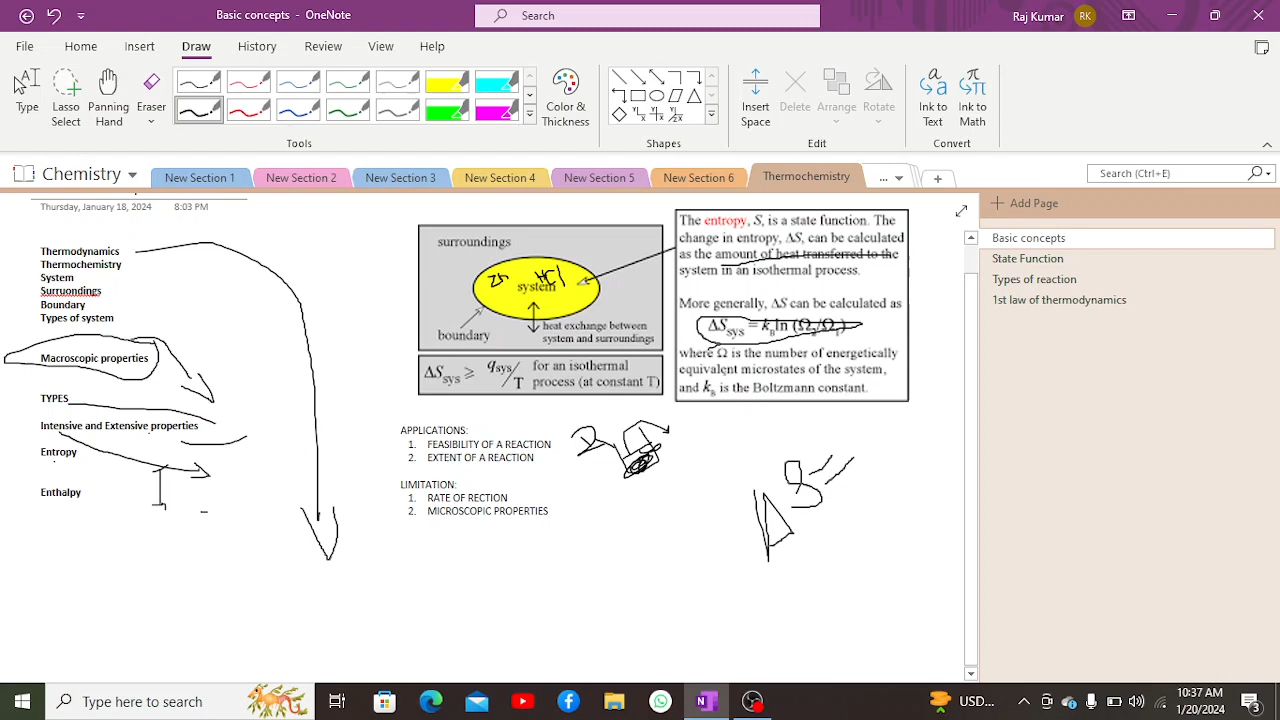 Basic concepts - OneNote
Search
Raj Kumar
RK
File
Home
Insert
Draw
History
Review
View
Help
Type
Lasso Select
Panning Hand
Eraser
Color & Thickness
Insert Space
Delete
Arrange
Rotate
Ink to Text
Ink to Math
Tools
Shapes
Edit
Convert
Chemistry
New Section 1
New Section 2
New Section 3
New Section 4
New Section 5
New Section 6
Thermochemistry
...
Search (Ctrl+E)
Thursday, January 18, 2024
8:03 PM
Thermodynamics
Thermochemistry
System
Surruondings
Boundary
Types of system
Macroscopic properties
TYPES
Intensive and Extensive properties
Entropy
Enthalpy
surroundings
Zn HCl
system
boundary
heat exchange between
system and surroundings
ΔSsys ≥ qsys/T for an isothermal
process (at constant T)
The entropy, S, is a state function. The
change in entropy, ΔS, can be calculated
as the amount of heat transferred to the
system in an isothermal process.
More generally, ΔS can be calculated as
ΔSsys = kB ln (Ω2/Ω1)
where Ω is the number of energetically
equivalent microstates of the system,
and kB is the Boltzmann constant.
APPLICATIONS:
1. FEASIBILITY OF A REACTION
2. EXTENT OF A REACTION
LIMITATION:
1. RATE OF RECTION
2. MICROSCOPIC PROPERTIES
Δ S
Add Page
Basic concepts
State Function
Types of reaction
1st law of thermodynamics
Type here to search
USD...
10:37 AM
1/20/2024
3